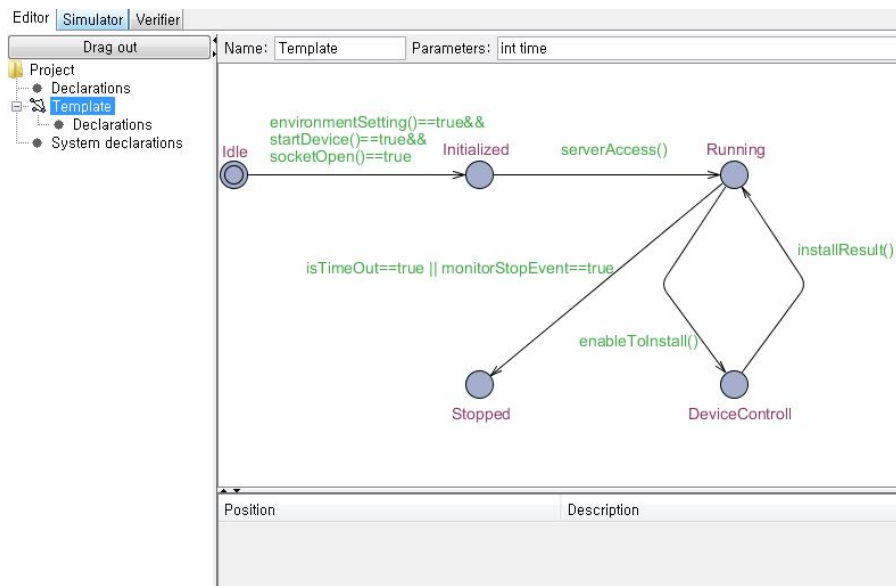 Editor Simulator Verifier
Drag out
Name: Template Parameters: int time
Project
Declarations
Template
Declarations
System declarations
environmentSetting()==true&&
startDevice()==true&&
socketOpen()==true
Idle
Initialized
serverAccess()
Running
isTimeOut==true || monitorStopEvent==true
installResult()
enableToInstall()
Stopped
DeviceControll
Position Description